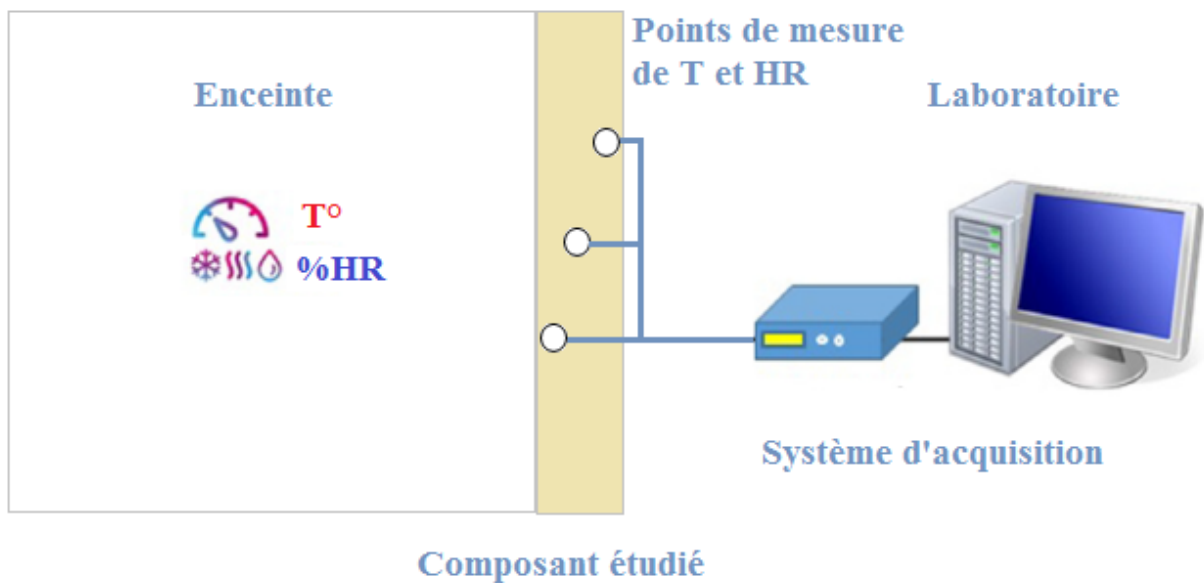 Points de mesure
de T et HR
Enceinte
Laboratoire
T°
%HR
Système d'acquisition
Composant étudié